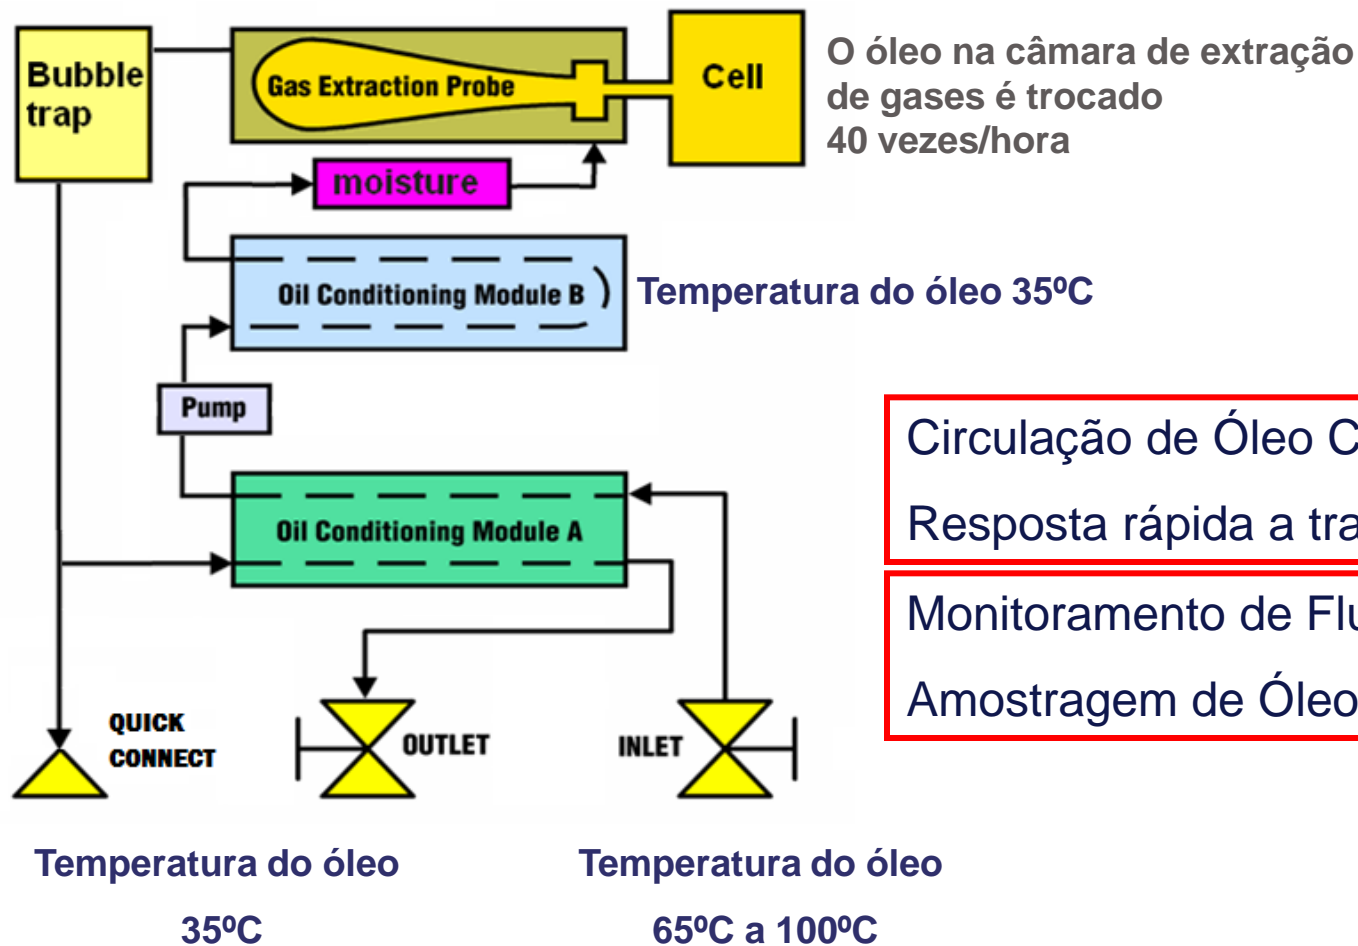 Bubble
trap
Gas Extraction Probe
Cell
O óleo na câmara de extração
de gases é trocado
40 vezes/hora
moisture
Oil Conditioning Module B
Temperatura do óleo 35ºC
Pump
Circulação de Óleo C
Resposta rápida a tra
Oil Conditioning Module A
Monitoramento de Flu
Amostragem de Óleo
QUICK
CONNECT
OUTLET
INLET
Temperatura do óleo
35ºC
Temperatura do óleo
65ºC a 100ºC